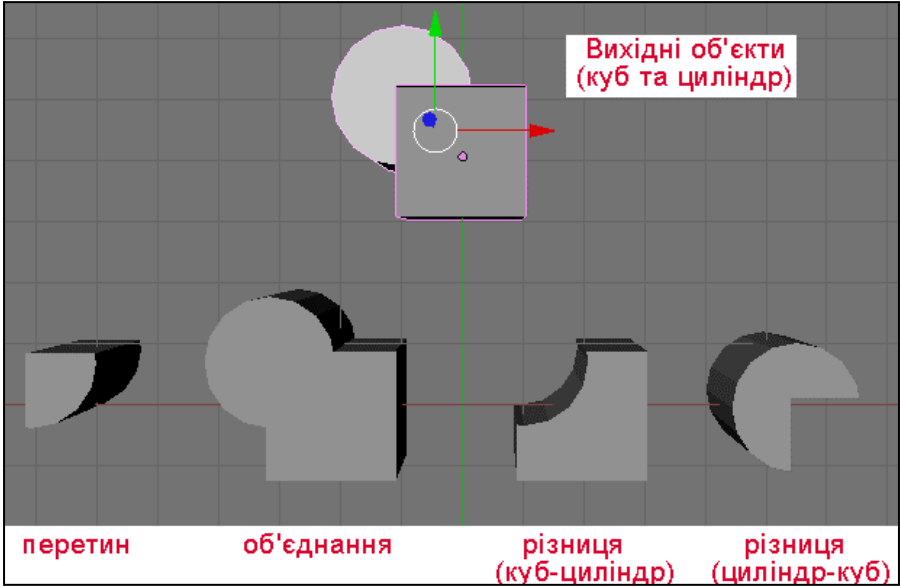 Вихідні об'єкти
(куб та циліндр)
перетин
об'єднання
різниця
(куб-циліндр)
різниця
(циліндр-куб)